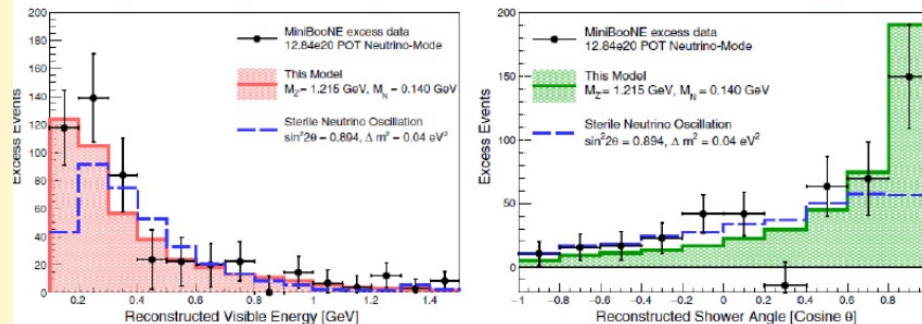 200
180
160
140
120
100
80
60
40
20
0
Excess Events
MiniBooNE excess data
12.84e20 POT Neutrino-Mode
This Model
M_Z = 1.215 GeV, M_N = 0.140 GeV
Sterile Neutrino Oscillation
sin²2θ = 0.894, Δ m² = 0.04 eV²
0.2 0.4 0.6 0.8 1.0 1.2 1.4
Reconstructed Visible Energy [GeV]
200
150
100
50
0
Excess Events
MiniBooNE excess data
12.84e20 POT Neutrino-Mode
This Model
M_Z = 1.215 GeV, M_N = 0.140 GeV
Sterile Neutrino Oscillation
sin²2θ = 0.894, Δ m² = 0.04 eV²
-1 -0.8 -0.6 -0.4 -0.2 0 0.2 0.4 0.6 0.8
Reconstructed Shower Angle [Cosine θ]